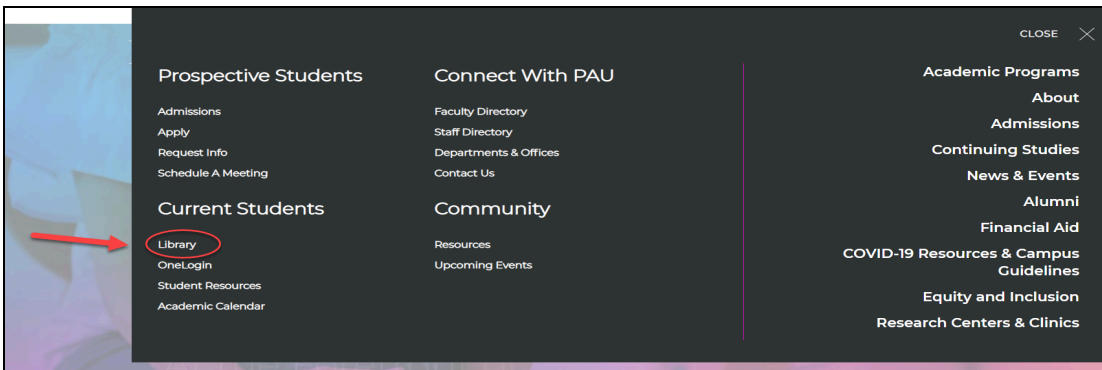 CLOSE
Prospective Students
Admissions
Apply
Request Info
Schedule A Meeting
Connect With PAU
Faculty Directory
Staff Directory
Departments & Offices
Contact Us
Current Students
Library
OneLogin
Student Resources
Academic Calendar
Community
Resources
Upcoming Events
Academic Programs
About
Admissions
Continuing Studies
News & Events
Alumni
Financial Aid
COVID-19 Resources & Campus
Guidelines
Equity and Inclusion
Research Centers & Clinics